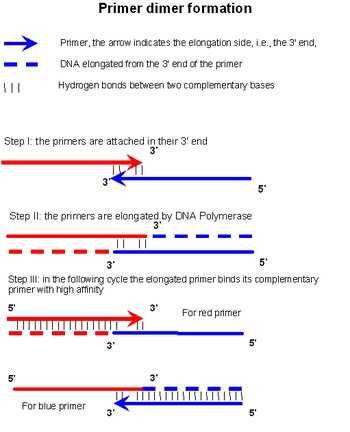 Primer dimer formation
Primer, the arrow indicates the elongation side, i.e., the 3' end,
DNA elongated from the 3' end of the primer
Hydrogen bonds between two complementary bases
Step I: the primers are attached in their 3' end
3'
3'
5'
Step II: the primers are elongated by DNA Polymerase
3'
3'
5'
Step III: in the following cycle the elongated primer binds its complementary
primer with high affinity
5'
3'
For red primer
3'
5'
5'
3'
For blue primer
3'
5'